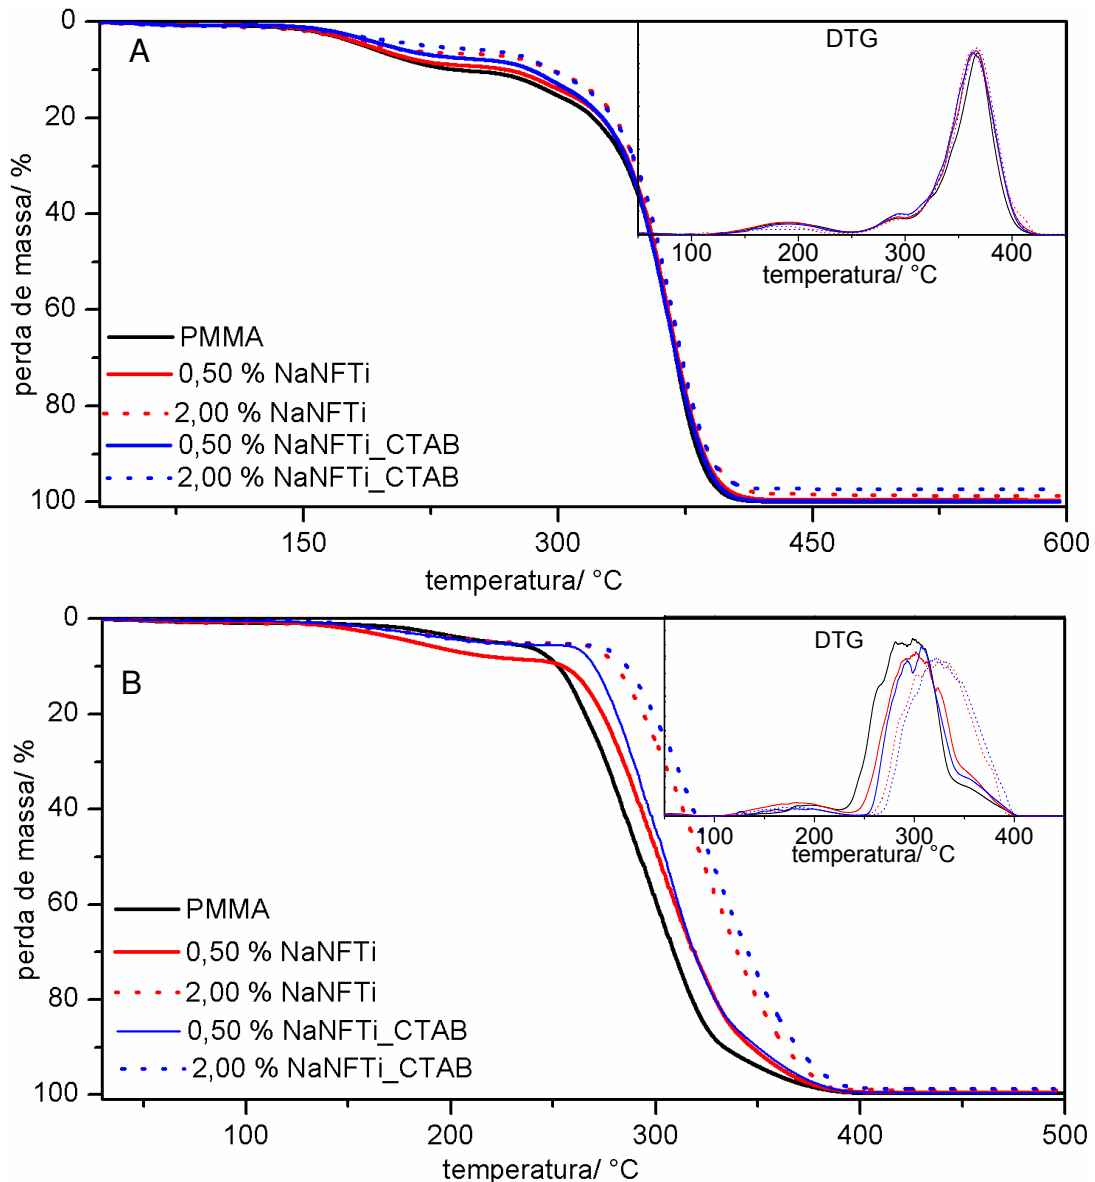 A
DTG
0
20
40
60
80
100
perda de massa/ %
100 200 300 400
temperatura/ °C
PMMA
0,50 % NaNFTi
2,00 % NaNFTi
0,50 % NaNFTi_CTAB
2,00 % NaNFTi_CTAB
150 300 450 600
temperatura/ °C
B
DTG
0
20
40
60
80
100
perda de massa/ %
100 200 300 400
temperatura/ °C
PMMA
0,50 % NaNFTi
2,00 % NaNFTi
0,50 % NaNFTi_CTAB
2,00 % NaNFTi_CTAB
100 200 300 400 500
temperatura/ °C